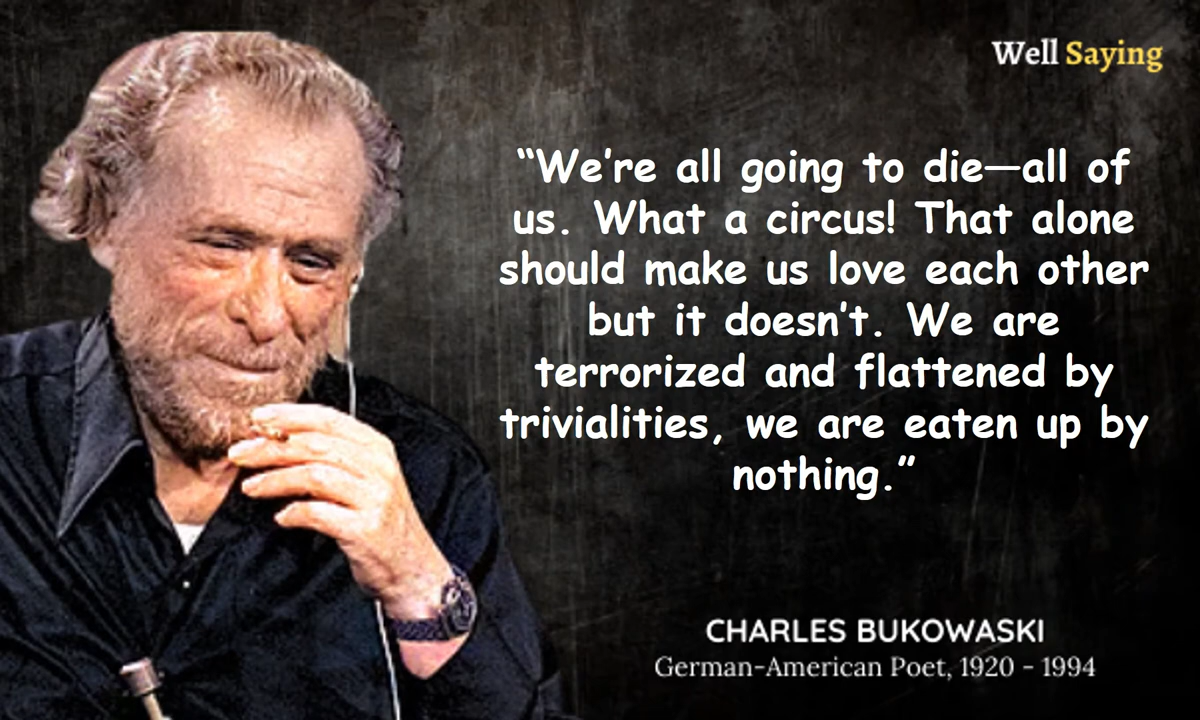 Well Saying
“We’re all going to die—all of
us. What a circus! That alone
should make us love each other
but it doesn’t. We are
terrorized and flattened by
trivialities, we are eaten up by
nothing.”
CHARLES BUKOWASKI
German-American Poet, 1920 - 1994